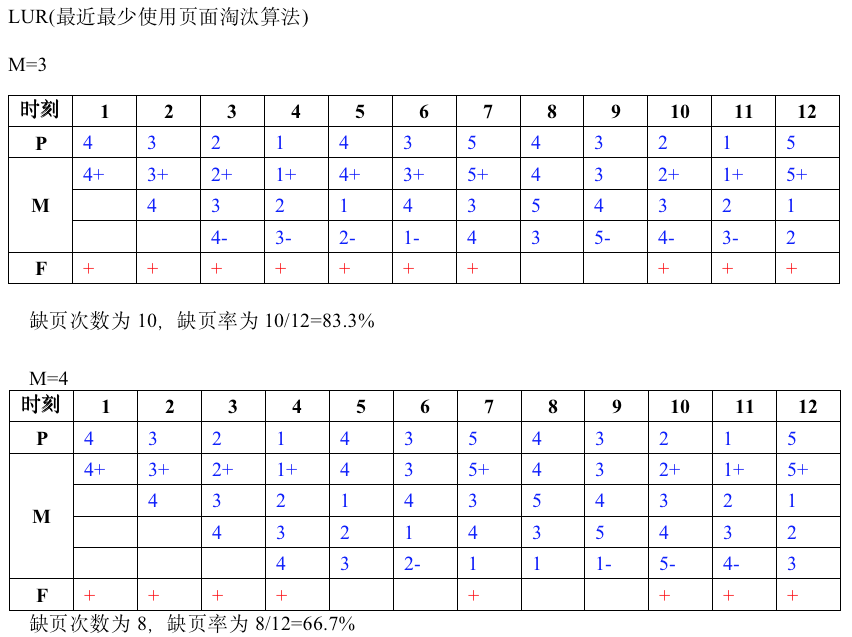 LUR(最近最少使用页面淘汰算法)
M=3
时刻 1 2 3 4 5 6 7 8 9 10 11 12
P 4 3 2 1 4 3 5 4 3 2 1 5
4+ 3+ 2+ 1+ 4+ 3+ 5+ 4 3 2+ 1+ 5+
M 4 3 2 1 4 3 5 4 3 2 1
4- 3- 2- 1- 4 3 5- 4- 3- 2
F + + + + + + + + + +
缺页次数为 10，缺页率为 10/12=83.3%
M=4
时刻 1 2 3 4 5 6 7 8 9 10 11 12
P 4 3 2 1 4 3 5 4 3 2 1 5
4+ 3+ 2+ 1+ 4 3 5+ 4 3 2+ 1+ 5+
4 3 2 1 4 3 5 4 3 2 1
M
4 3 2 1 4 3 5 4 3 2
4 3 2- 1 1 1- 5- 4- 3
F + + + + + + + +
缺页次数为 8，缺页率为 8/12=66.7%